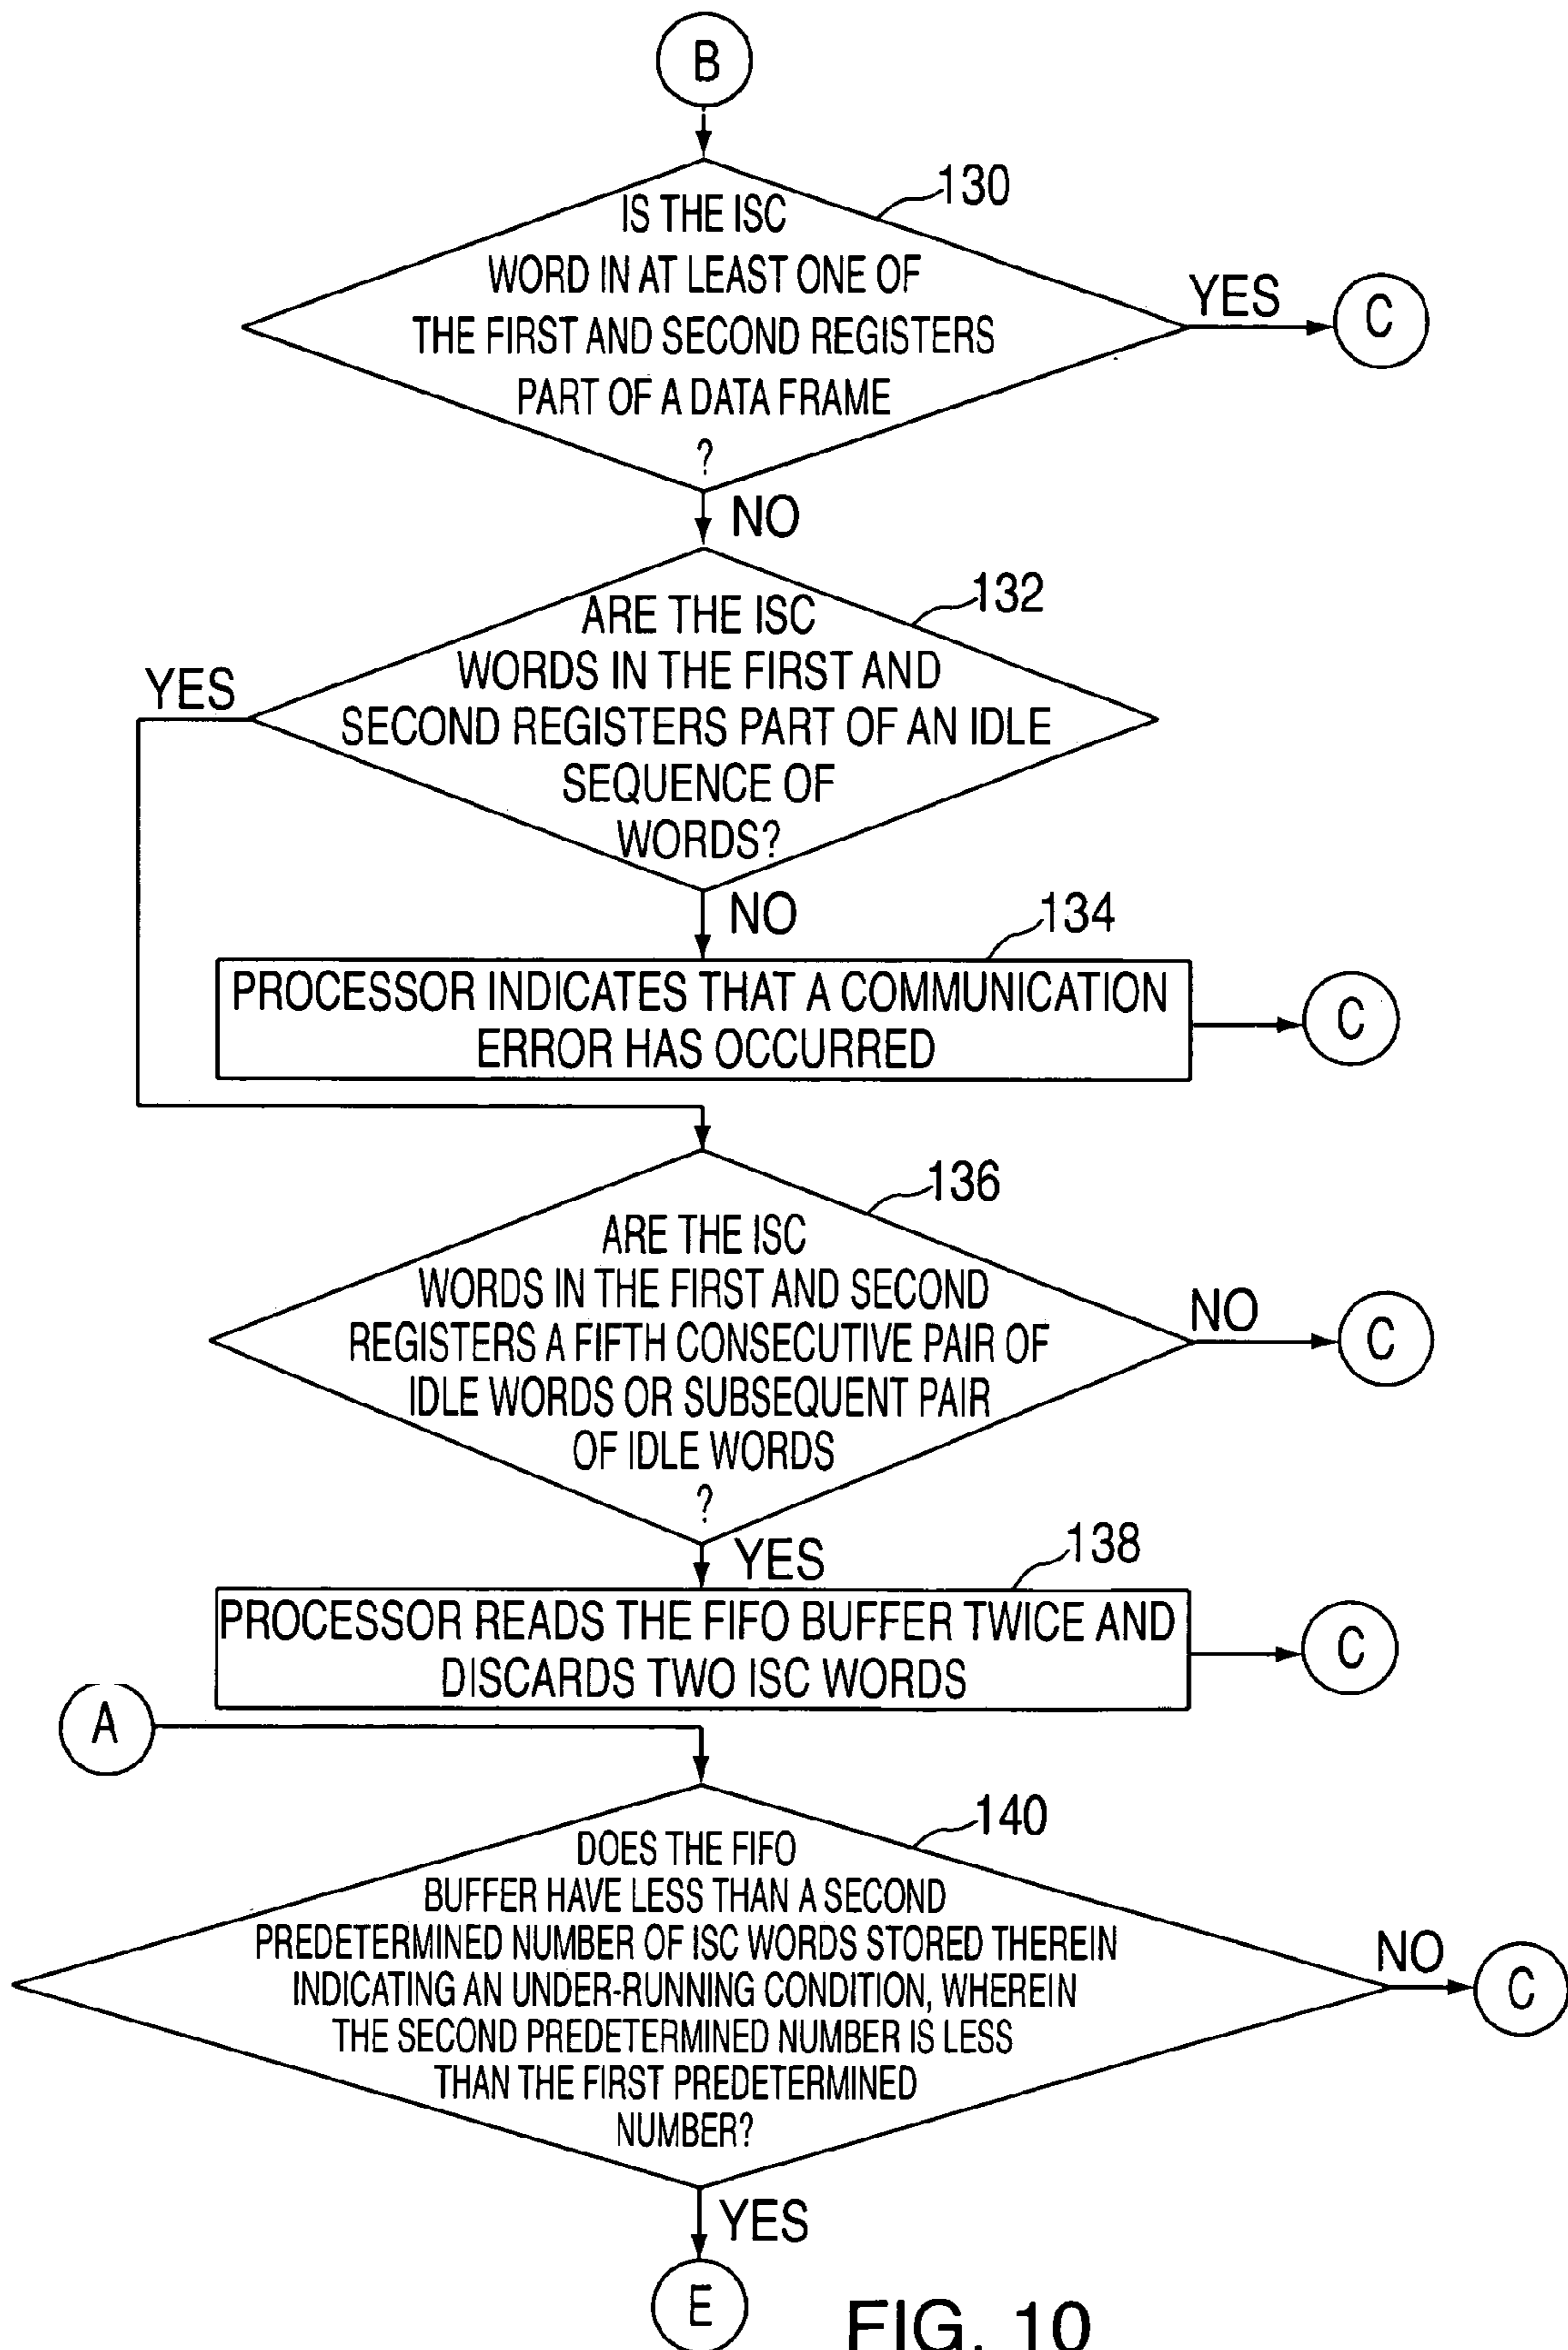 B
130
IS THE ISC
WORD IN AT LEAST ONE OF
THE FIRST AND SECOND REGISTERS
PART OF A DATA FRAME
?
YES
C
NO
132
ARE THE ISC
WORDS IN THE FIRST AND
SECOND REGISTERS PART OF AN IDLE
SEQUENCE OF
WORDS?
YES
NO
134
PROCESSOR INDICATES THAT A COMMUNICATION
ERROR HAS OCCURRED
C
136
ARE THE ISC
WORDS IN THE FIRST AND SECOND
REGISTERS A FIFTH CONSECUTIVE PAIR OF
IDLE WORDS OR SUBSEQUENT PAIR
OF IDLE WORDS
?
NO
C
YES
138
PROCESSOR READS THE FIFO BUFFER TWICE AND
DISCARDS TWO ISC WORDS
C
A
140
DOES THE FIFO
BUFFER HAVE LESS THAN A SECOND
PREDETERMINED NUMBER OF ISC WORDS STORED THEREIN
INDICATING AN UNDER-RUNNING CONDITION, WHEREIN
THE SECOND PREDETERMINED NUMBER IS LESS
THAN THE FIRST PREDETERMINED
NUMBER?
NO
C
YES
E
FIG. 10